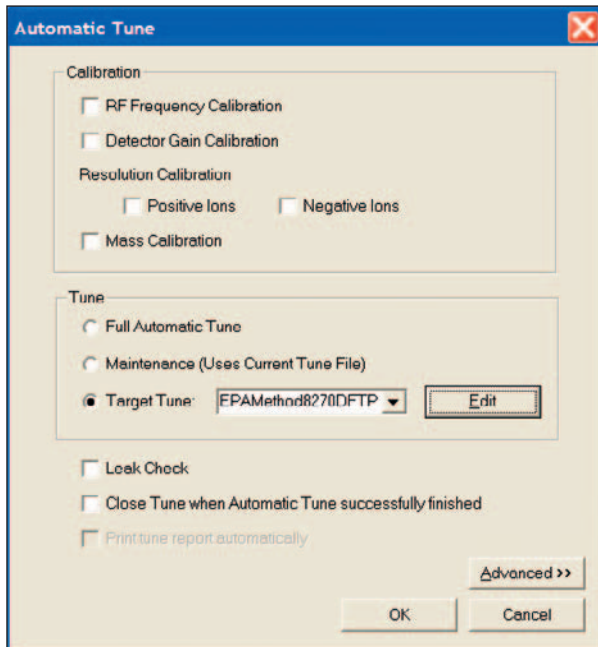 Automatic Tune
Calibration
RF Frequency Calibration
Detector Gain Calibration
Resolution Calibration
Positive Ions Negative Ions
Mass Calibration
Tune
Full Automatic Tune
Maintenance (Uses Current Tune File)
Target Tune: EPAMethod8270DFTP Edit
Leak Check
Close Tune when Automatic Tune successfully finished
Print tune report automatically
Advanced >>
OK Cancel